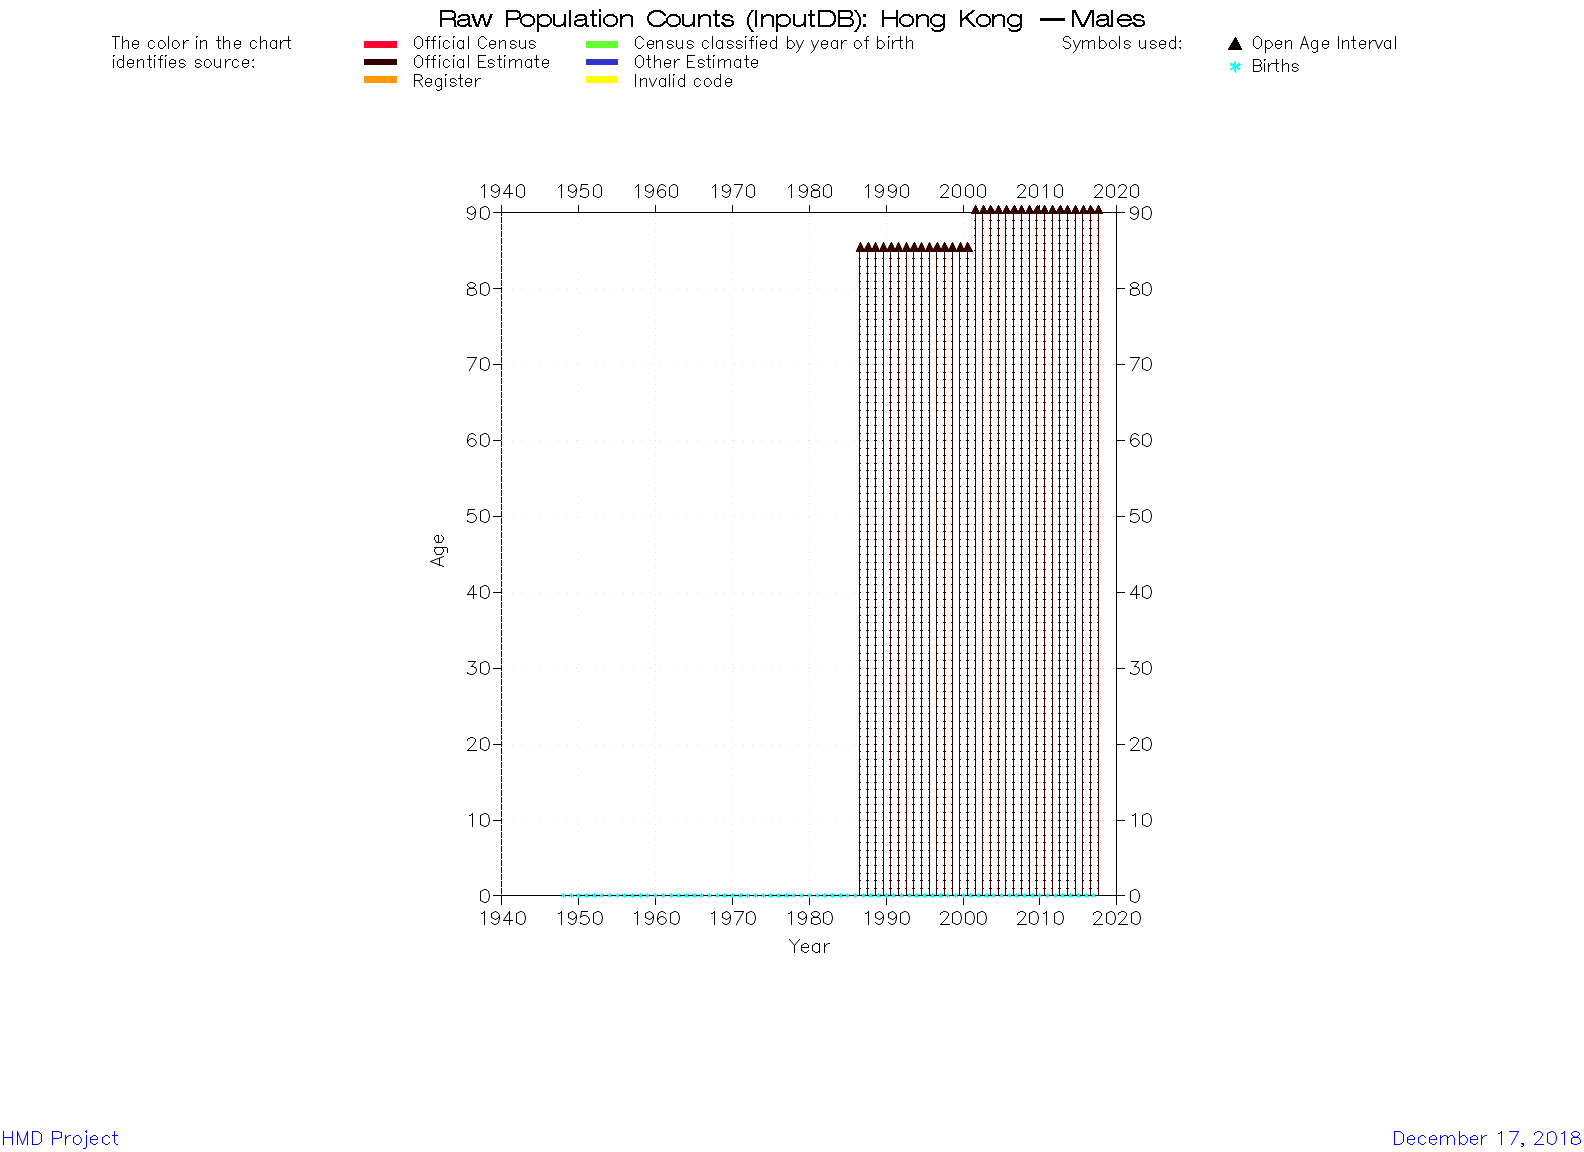 Raw Population Counts (InputDB): Hong Kong — Males
The color in the chart
identifies source:
Official Census
Official Estimate
Register
Census classified by year of birth
Other Estimate
Invalid code
Symbols used:
Open Age Interval
Births
1940 1950 1960 1970 1980 1990 2000 2010 2020
90 90
80 80
70 70
60 60
50 50
Age
40 40
30 30
20 20
10 10
0 0
1940 1950 1960 1970 1980 1990 2000 2010 2020
Year
HMD Project
December 17, 2018